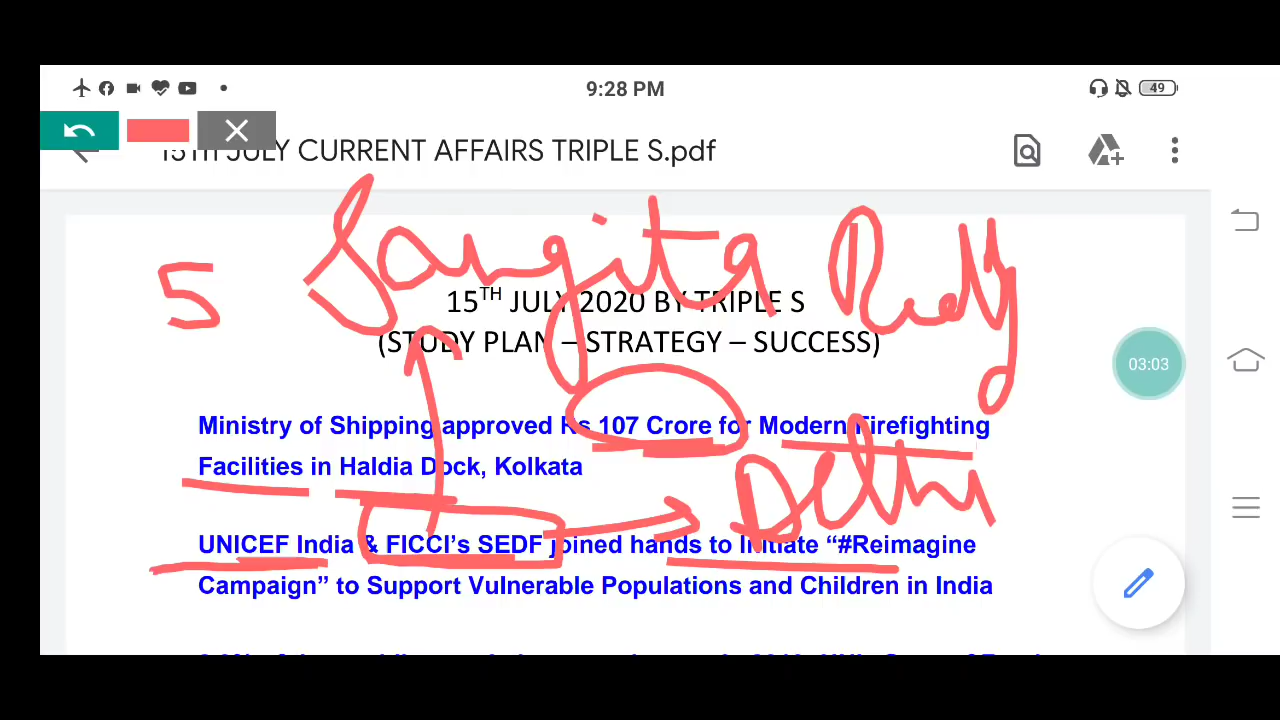 9:28 PM
49
15TH JULY CURRENT AFFAIRS TRIPLE S.pdf
5 Sangita Reddy
15TH JULY 2020 BY TRIPLE S
(STUDY PLAN – STRATEGY – SUCCESS)
03:03
Ministry of Shipping approved Rs 107 Crore for Modern Firefighting
Facilities in Haldia Dock, Kolkata
Delhi
UNICEF India & FICCI's SEDF joined hands to Initiate “#Reimagine
Campaign” to Support Vulnerable Populations and Children in India